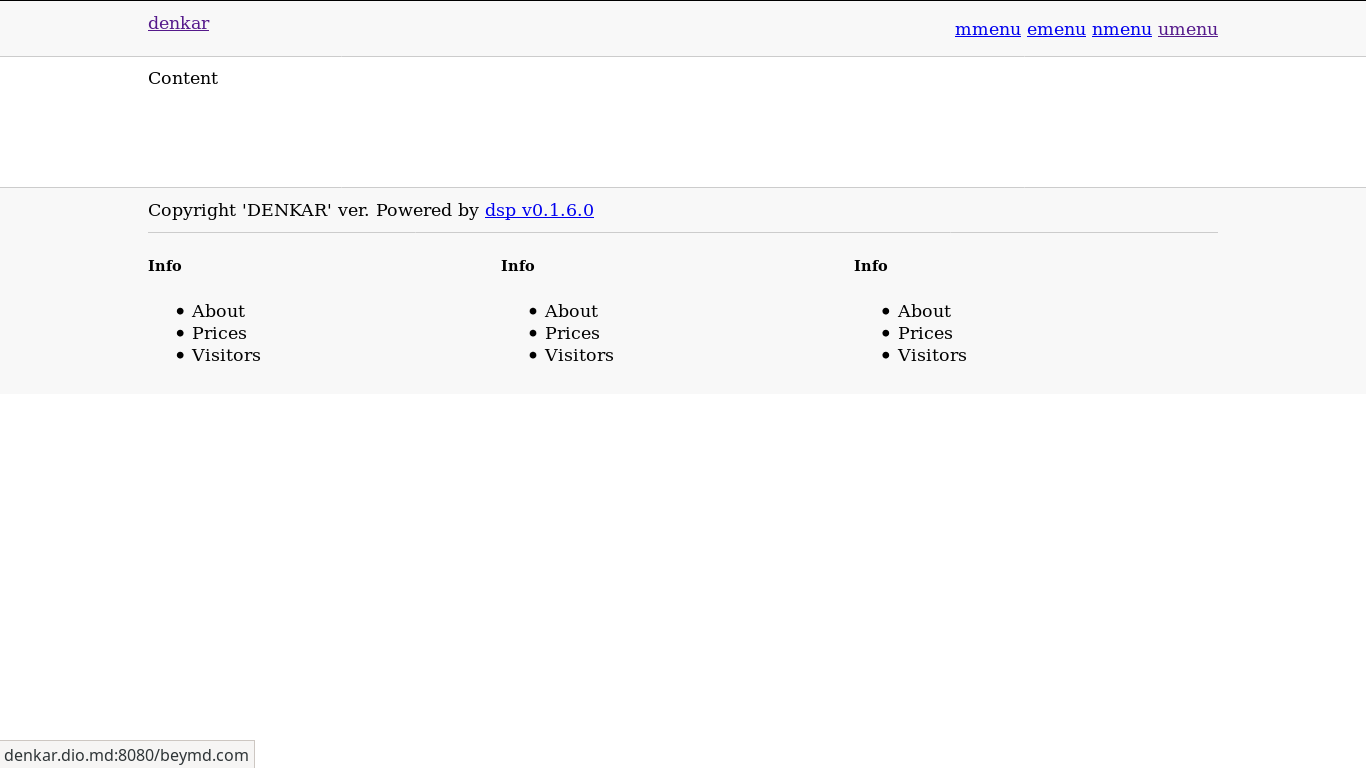 denkar
mmenu emenu nmenu umenu
Content
Copyright 'DENKAR' ver. Powered by dsp v0.1.6.0
Info
About
Prices
Visitors
Info
About
Prices
Visitors
Info
About
Prices
Visitors
denkar.dio.md:8080/beymd.com